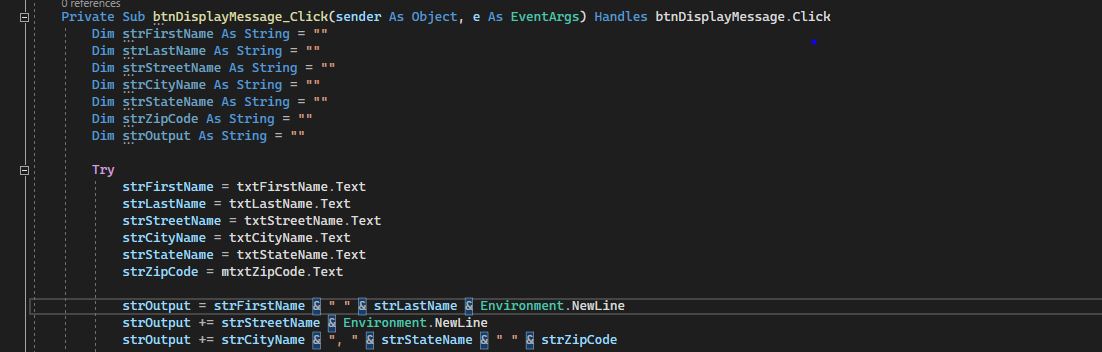 0 references
Private Sub btnDisplayMessage_Click(sender As Object, e As EventArgs) Handles btnDisplayMessage.Click
Dim strFirstName As String = ""
Dim strLastName As String = ""
Dim strStreetName As String = ""
Dim strCityName As String = ""
Dim strStateName As String = ""
Dim strZipCode As String = ""
Dim strOutput As String = ""
Try
strFirstName = txtFirstName.Text
strLastName = txtLastName.Text
strStreetName = txtStreetName.Text
strCityName = txtCityName.Text
strStateName = txtStateName.Text
strZipCode = mtxtZipCode.Text
strOutput = strFirstName & " " & strLastName & Environment.NewLine
strOutput += strStreetName & Environment.NewLine
strOutput += strCityName & ", " & strStateName & " " & strZipCode